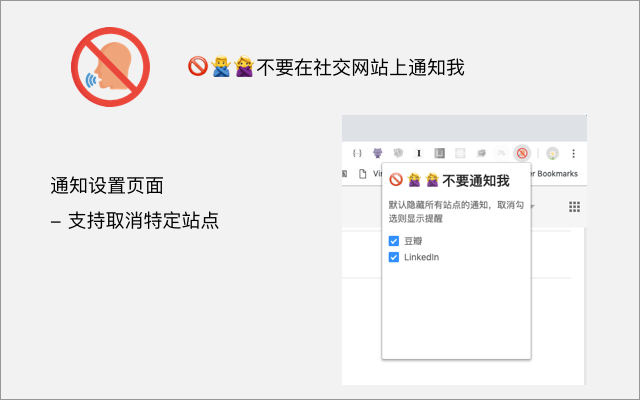 🚫🙅‍♂️🙅‍♀️不要在社交网站上通知我
通知设置页面
– 支持取消特定站点
🚫🙅‍♀️🙅‍♀️不要通知我
默认隐藏所有站点的通知，取消勾
选则显示提醒
豆瓣
LinkedIn
Bookmarks